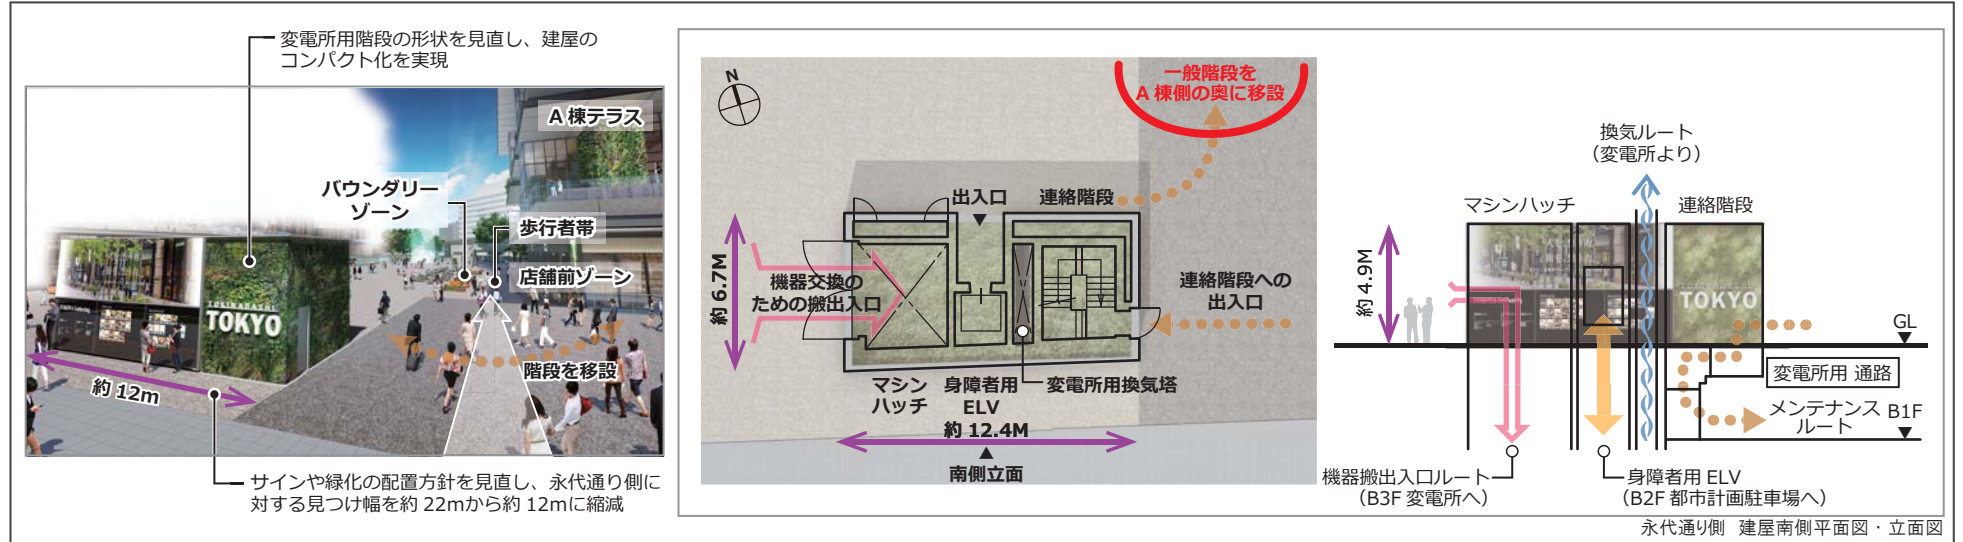 変電所用階段の形状を見直し、建屋の
コンパクト化を実現
A 棟テラス
バウンダリー
ゾーン
歩行者帯
店舗前ゾーン
TOKYO
階段を移設
約 12m
サインや緑化の配置方針を見直し、永代通り側に
対する見つけ幅を約 22mから約 12mに縮減
N
一般階段を
A 棟側の奥に移設
出入口
連絡階段
約 6.7M
機器交換の
ための搬出入口
連絡階段への
出入口
マシン
ハッチ
身障者用
ELV
変電所用換気塔
約 12.4M
南側立面
換気ルート
（変電所より）
マシンハッチ
連絡階段
約 4.9M
TOKYO
GL
変電所用 通路
メンテナンス
ルート
B1F
機器搬出入口ルート
（B3F 変電所へ）
身障者用 ELV
（B2F 都市計画駐車場へ）
永代通り側 建屋南側平面図・立面図